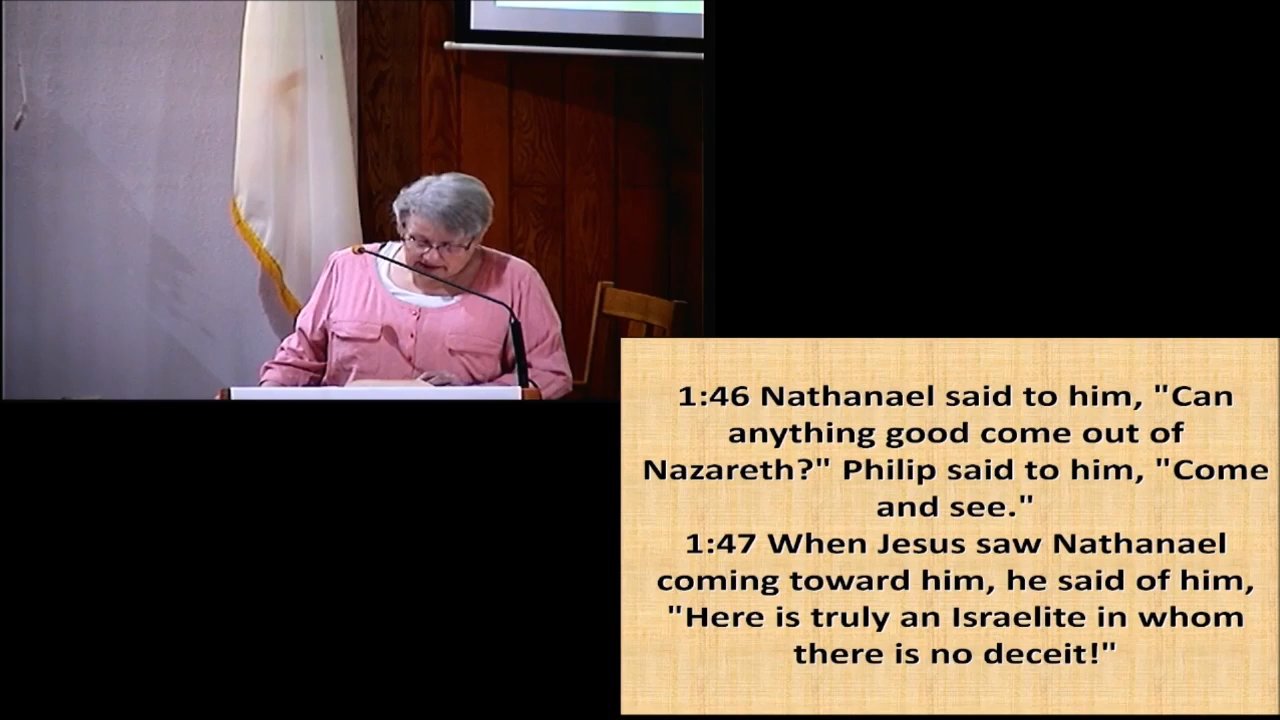 1:46 Nathanael said to him, "Can
anything good come out of
Nazareth?" Philip said to him, "Come
and see."
1:47 When Jesus saw Nathanael
coming toward him, he said of him,
"Here is truly an Israelite in whom
there is no deceit!"